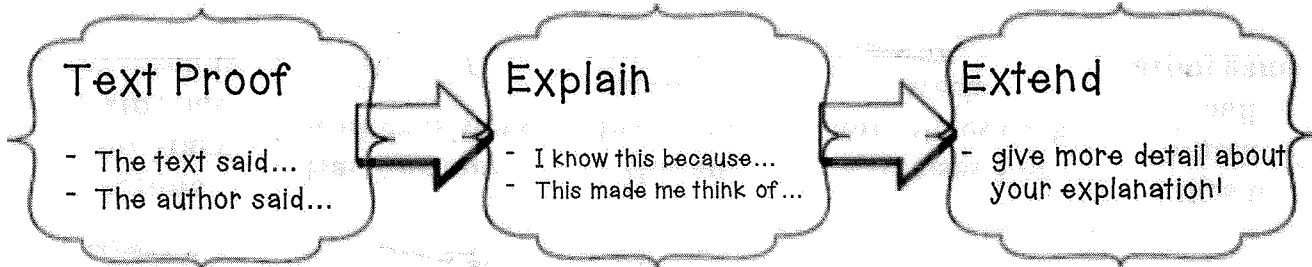 Text Proof
- The text said...
- The author said...
Explain
- I know this because...
- This made me think of...
Extend
- give more detail about
your explanation!